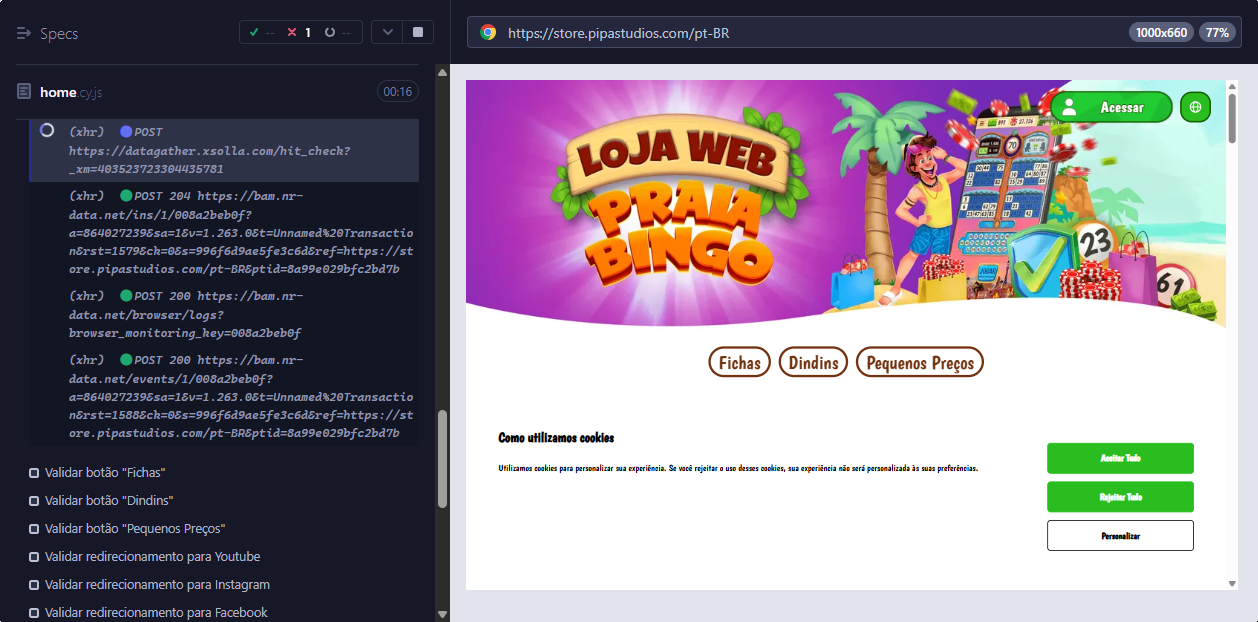 Specs
--
1
--
https://store.pipastudios.com/pt-BR
1000x660
77%
home.cy.js
00:16
(xhr) POST
https://datagather.xsolla.com/hit_check?
_xm=403523723304435781
(xhr) POST 204 https://bam.nr-
data.net/ins/1/008a2beb0f?
a=864027239&sa=1&v=1.263.0&t=Unnamed%20Transactio
n&rst=1579&ck=0&s=996f6d9ae5fe3c6d&ref=https://st
ore.pipastudios.com/pt-BR&ptid=8a99e029bfc2bd7b
(xhr) POST 200 https://bam.nr-
data.net/browser/logs?
browser_monitoring_key=008a2beb0f
(xhr) POST 200 https://bam.nr-
data.net/events/1/008a2beb0f?
a=864027239&sa=1&v=1.263.0&t=Unnamed%20Transactio
n&rst=1588&ck=0&s=996f6d9ae5fe3c6d&ref=https://st
ore.pipastudios.com/pt-BR&ptid=8a99e029bfc2bd7b
Validar botão "Fichas"
Validar botão "Dindins"
Validar botão "Pequenos Preços"
Validar redirecionamento para Youtube
Validar redirecionamento para Instagram
Validar redirecionamento para Facebook
Acessar
LOJA WEB
PRAIA
BINGO
70
23
61
JOGAR
Fichas
Dindins
Pequenos Preços
Como utilizamos cookies
Utilizamos cookies para personalizar sua experiência. Se você rejeitar o uso desses cookies, sua experiência não será personalizada às suas preferências.
Aceitar Tudo
Rejeitar Tudo
Personalizar